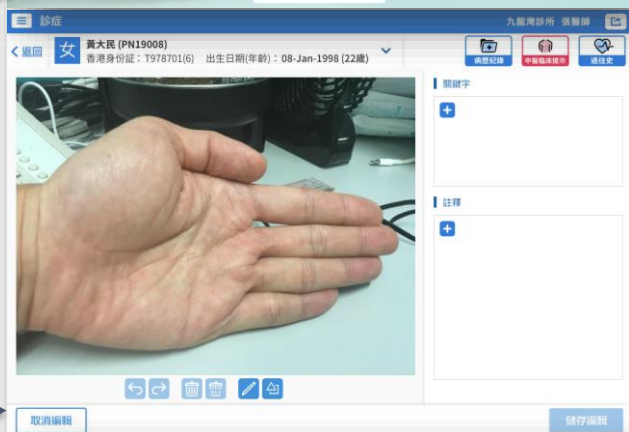 診症
九龍灣診所 張醫師
返回
女
黃大民 (PN19008)
香港身份証：T978701(6) 出生日期(年齡)：08-Jan-1998 (22歲)
病歷紀錄
中醫臨床提示
過往史
關鍵字
註釋
取消編輯
儲存編輯